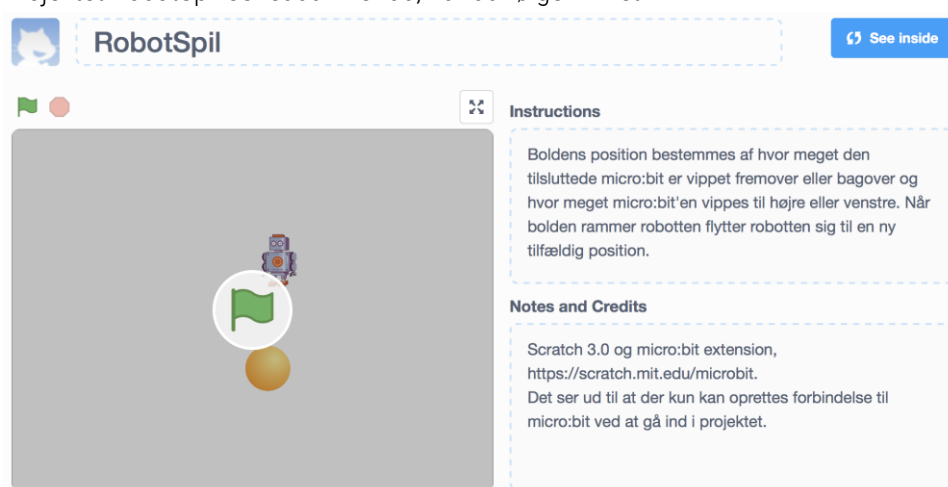 RobotSpil
See inside
Instructions
Boldens position bestemmes af hvor meget den
tilsluttede micro:bit er vippet fremover eller bagover og
hvor meget micro:bit'en vippes til højre eller venstre. Når
bolden rammer robotten flytter robotten sig til en ny
tilfældig position.
Notes and Credits
Scratch 3.0 og micro:bit extension,
https://scratch.mit.edu/microbit.
Det ser ud til at der kun kan oprettes forbindelse til
micro:bit ved at gå ind i projektet.